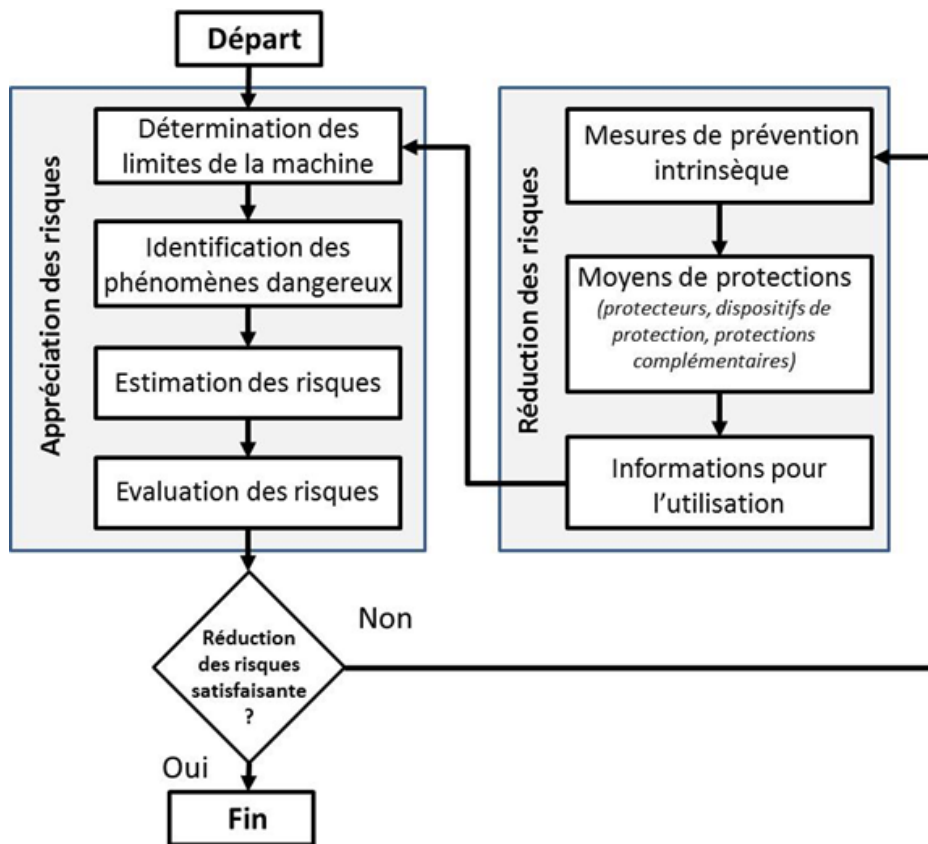 Départ
Appréciation des risques
Détermination des
limites de la machine
Identification des
phénomènes dangereux
Estimation des risques
Evaluation des risques
Réduction
des risques
satisfaisante
?
Non
Oui
Fin
Réduction des risques
Mesures de prévention
intrinsèque
Moyens de protections
(protecteurs, dispositifs de
protection, protections
complémentaires)
Informations pour
l'utilisation